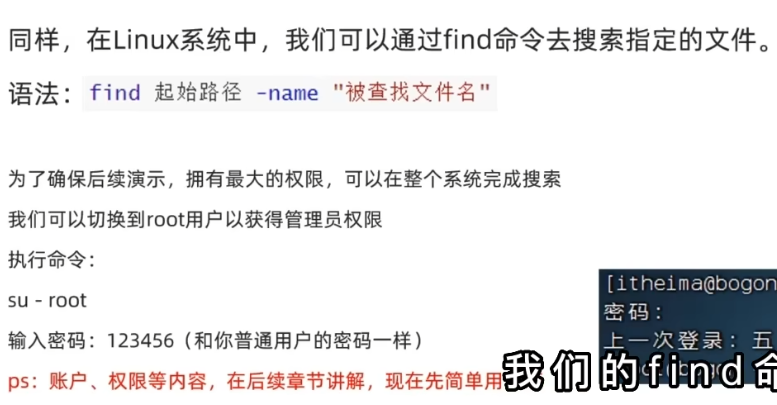 同样，在Linux系统中，我们可以通过find命令去搜索指定的文件。
语法：find 起始路径 -name "被查找文件名"
为了确保后续演示，拥有最大的权限，可以在整个系统完成搜索
我们可以切换到root用户以获得管理员权限
执行命令：
su - root
输入密码：123456（和你普通用户的密码一样）
ps：账户、权限等内容，在后续章节讲解，现在先简单用
[itheima@bogon
密码：
上一次登录：五
我们的find命